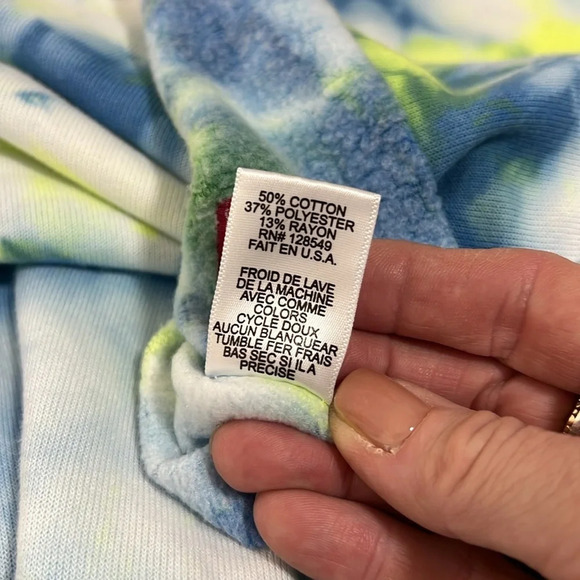 50% COTTON
37% POLYESTER
13% RAYON
RN# 128549
FAIT EN U.S.A.
FROID DE LAVE
DE LA MACHINE
AVEC COMME
COLORS
CYCLE DOUX
AUCUN BLANQUEAR
TUMBLE FER FRAIS
BAS SEC SI IL A
PRECISE